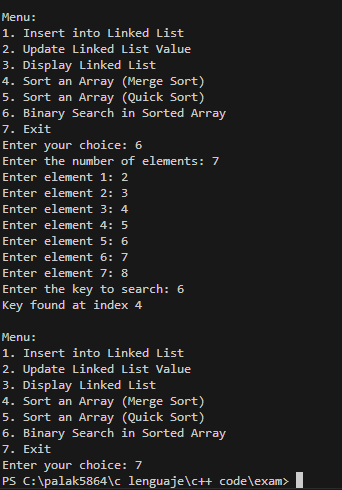 Menu:
1. Insert into Linked List
2. Update Linked List Value
3. Display Linked List
4. Sort an Array (Merge Sort)
5. Sort an Array (Quick Sort)
6. Binary Search in Sorted Array
7. Exit
Enter your choice: 6
Enter the number of elements: 7
Enter element 1: 2
Enter element 2: 3
Enter element 3: 4
Enter element 4: 5
Enter element 5: 6
Enter element 6: 7
Enter element 7: 8
Enter the key to search: 6
Key found at index 4

Menu:
1. Insert into Linked List
2. Update Linked List Value
3. Display Linked List
4. Sort an Array (Merge Sort)
5. Sort an Array (Quick Sort)
6. Binary Search in Sorted Array
7. Exit
Enter your choice: 7
PS C:\palak5864\c lenguaje\c++ code\exam>